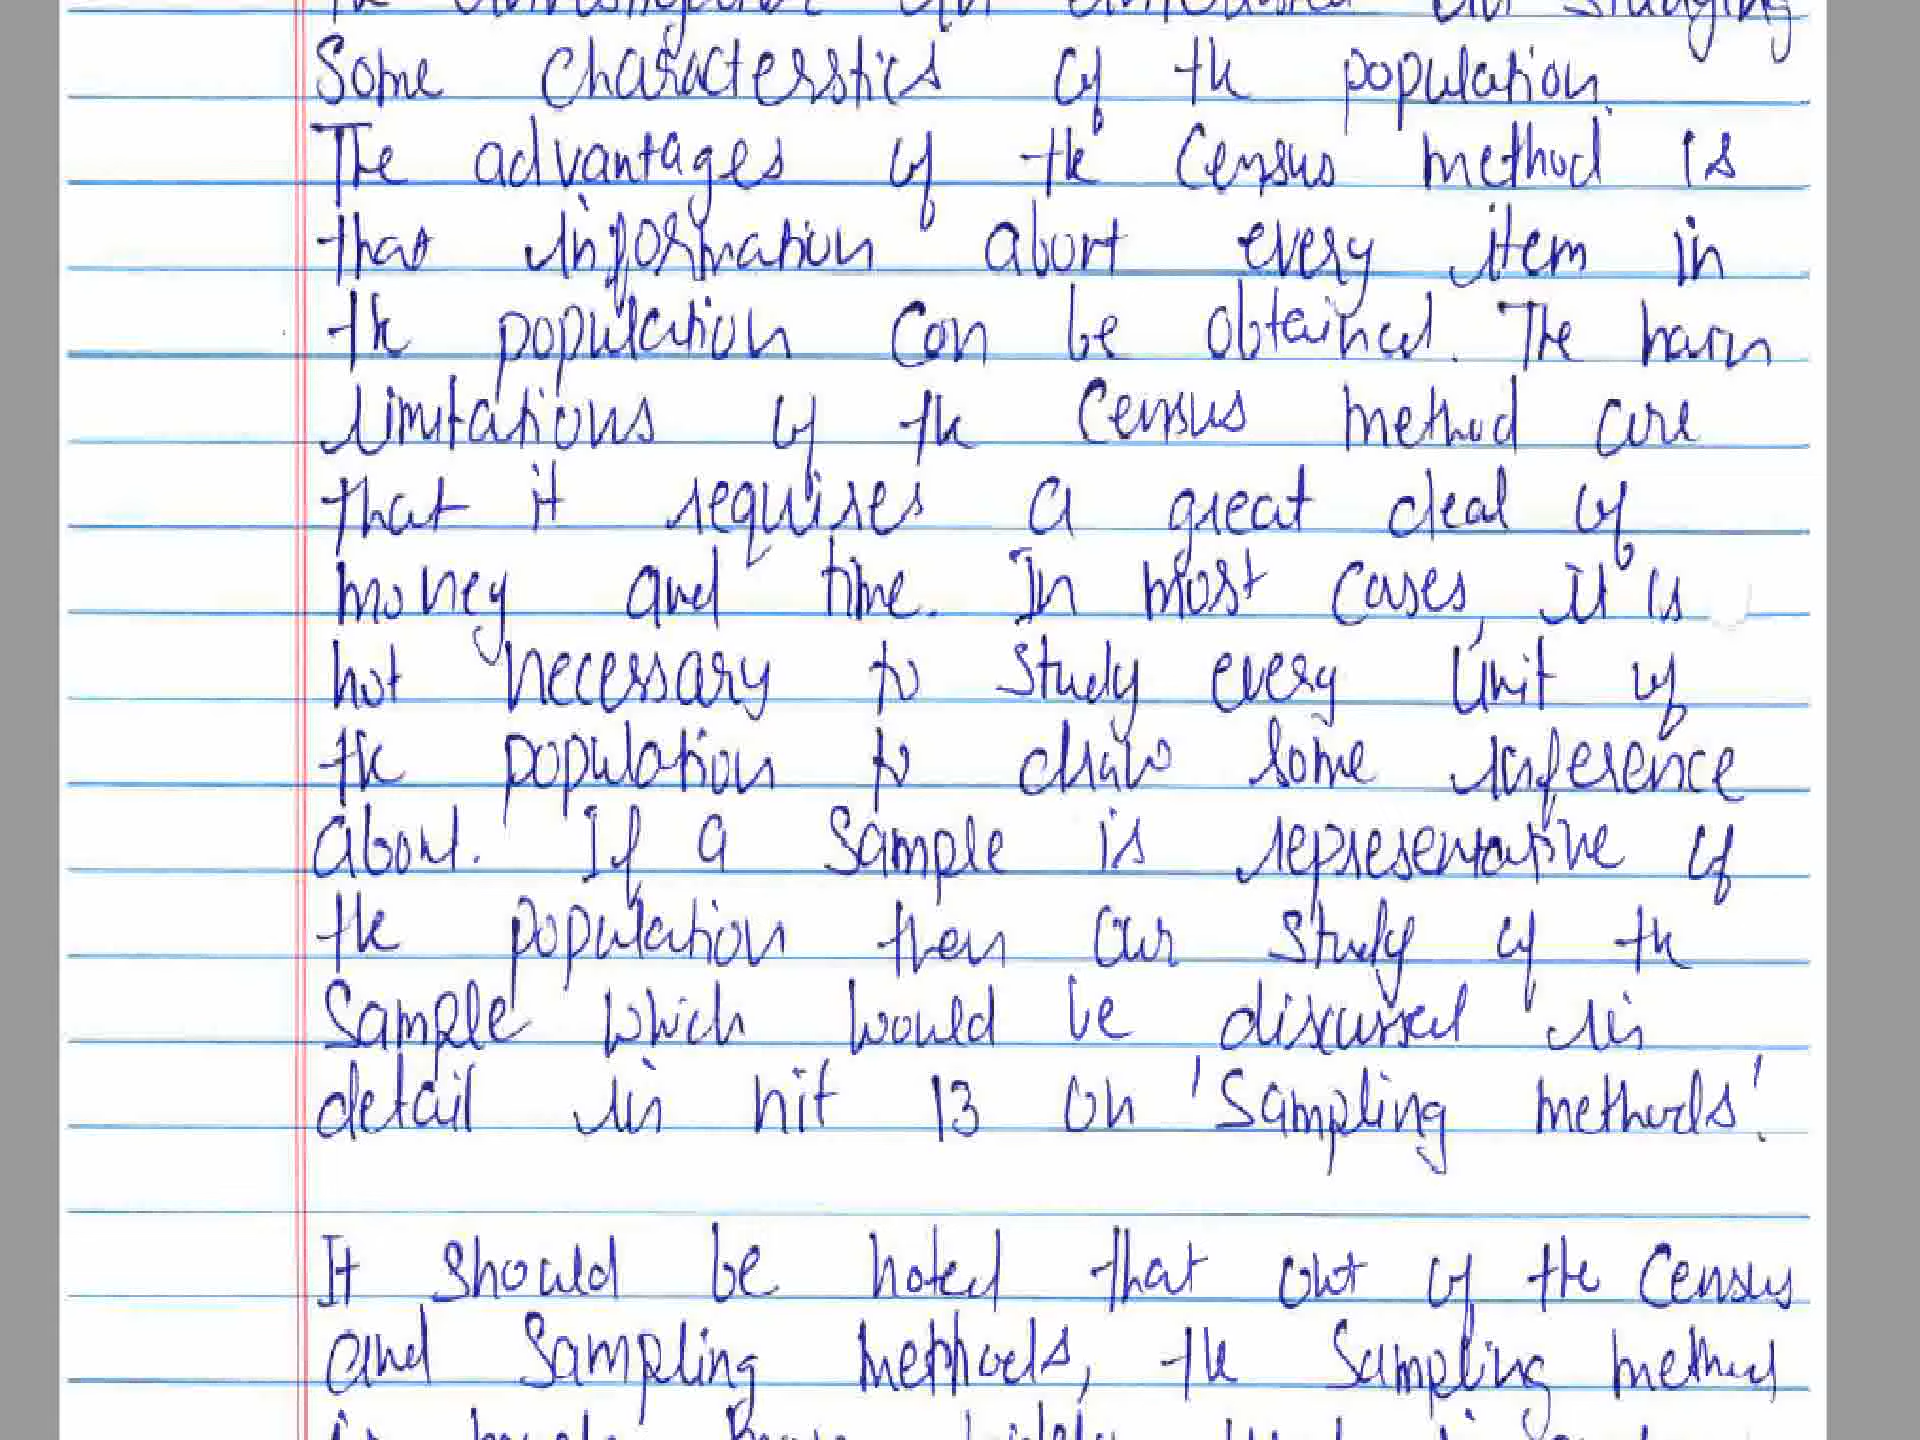 studying
Some characterstics of the population.
The advantages of the Census method is
that information about every item in
the population can be obtained. The
limitations of the Census method are
that it requires a great deal of
money and time. In most cases, it is
not necessary to study every unit of
the population to draw some inference
about. If a sample is representative of
the population then our study of the
Sample which would be discussed in
detail in nit 13 on 'Sampling methods'.
It should be noted that out of the Census
and Sampling methods, the Sampling method